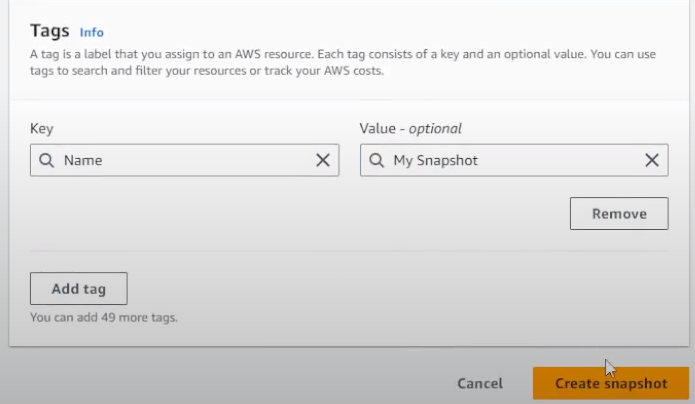 Tags Info
A tag is a label that you assign to an AWS resource. Each tag consists of a key and an optional value. You can use
tags to search and filter your resources or track your AWS costs.
Key
Value - optional
Name
My Snapshot
Remove
Add tag
You can add 49 more tags.
Cancel
Create snapshot